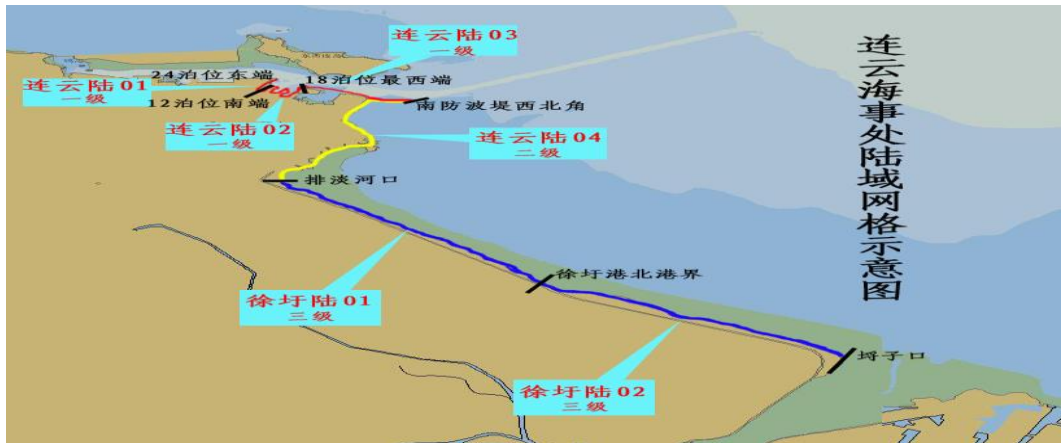 连云陆03
一级
24泊位东端
18泊位最西端
连云陆01
一级
12泊位南端
南防波堤西北角
连云陆02
一级
连云陆04
二级
排淡河口
徐圩港北港界
徐圩陆01
三级
埒子口
徐圩陆02
三级
连云海事处陆域网格示意图